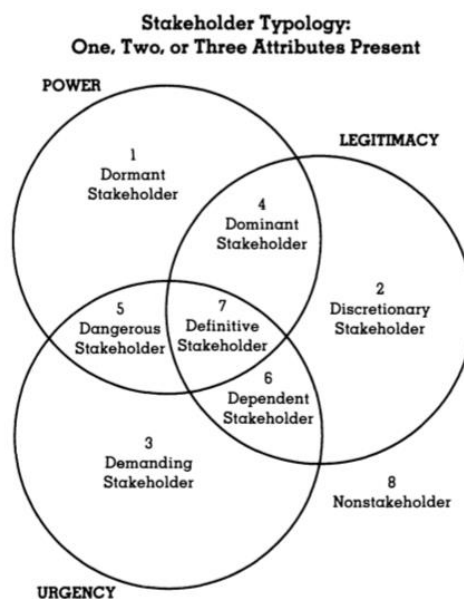 Stakeholder Typology:
One, Two, or Three Attributes Present
POWER
LEGITIMACY
1
Dormant
Stakeholder
4
Dominant
Stakeholder
2
Discretionary
Stakeholder
5
Dangerous
Stakeholder
7
Definitive
Stakeholder
6
Dependent
Stakeholder
3
Demanding
Stakeholder
8
Nonstakeholder
URGENCY